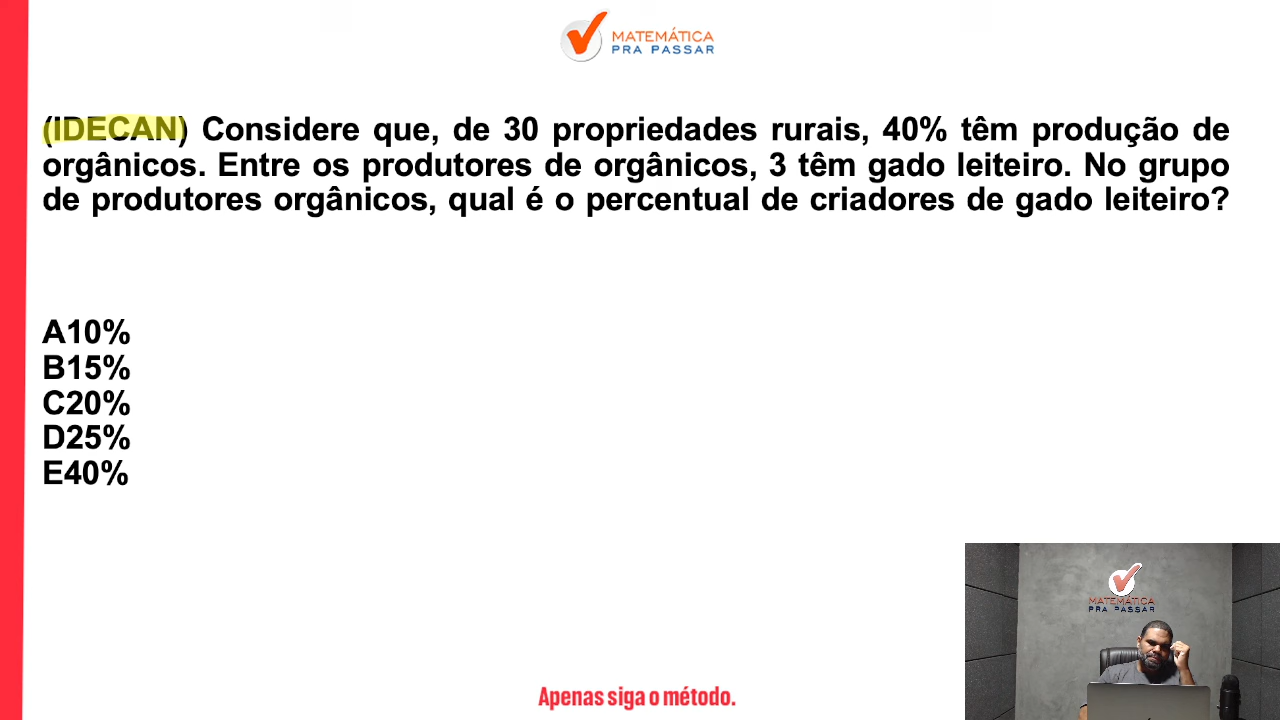 MATEMÁTICA
PRA PASSAR
(IDECAN) Considere que, de 30 propriedades rurais, 40% têm produção de
orgânicos. Entre os produtores de orgânicos, 3 têm gado leiteiro. No grupo
de produtores orgânicos, qual é o percentual de criadores de gado leiteiro?
A10%
B15%
C20%
D25%
E40%
MATEMÁTICA
PRA PASSAR
Apenas siga o método.